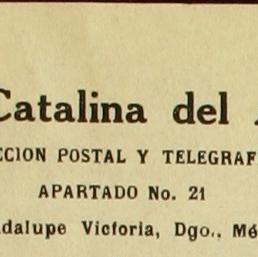 Catalina del
CCION POSTAL Y TELEGRAF
APARTADO No. 21
dalupe Victoria, Dgo., Mé